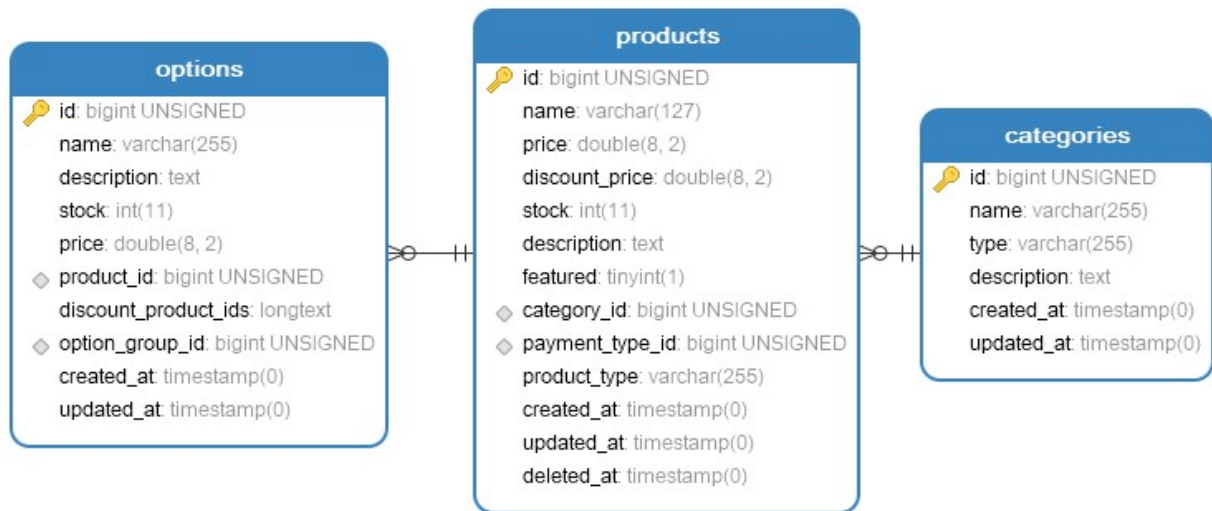 options
id: bigint UNSIGNED
name: varchar(255)
description: text
stock: int(11)
price: double(8, 2)
product_id: bigint UNSIGNED
discount_product_ids: longtext
option_group_id: bigint UNSIGNED
created_at: timestamp(0)
updated_at: timestamp(0)
products
id: bigint UNSIGNED
name: varchar(127)
price: double(8, 2)
discount_price: double(8, 2)
stock: int(11)
description: text
featured: tinyint(1)
category_id: bigint UNSIGNED
payment_type_id: bigint UNSIGNED
product_type: varchar(255)
created_at: timestamp(0)
updated_at: timestamp(0)
deleted_at: timestamp(0)
categories
id: bigint UNSIGNED
name: varchar(255)
type: varchar(255)
description: text
created_at: timestamp(0)
updated_at: timestamp(0)